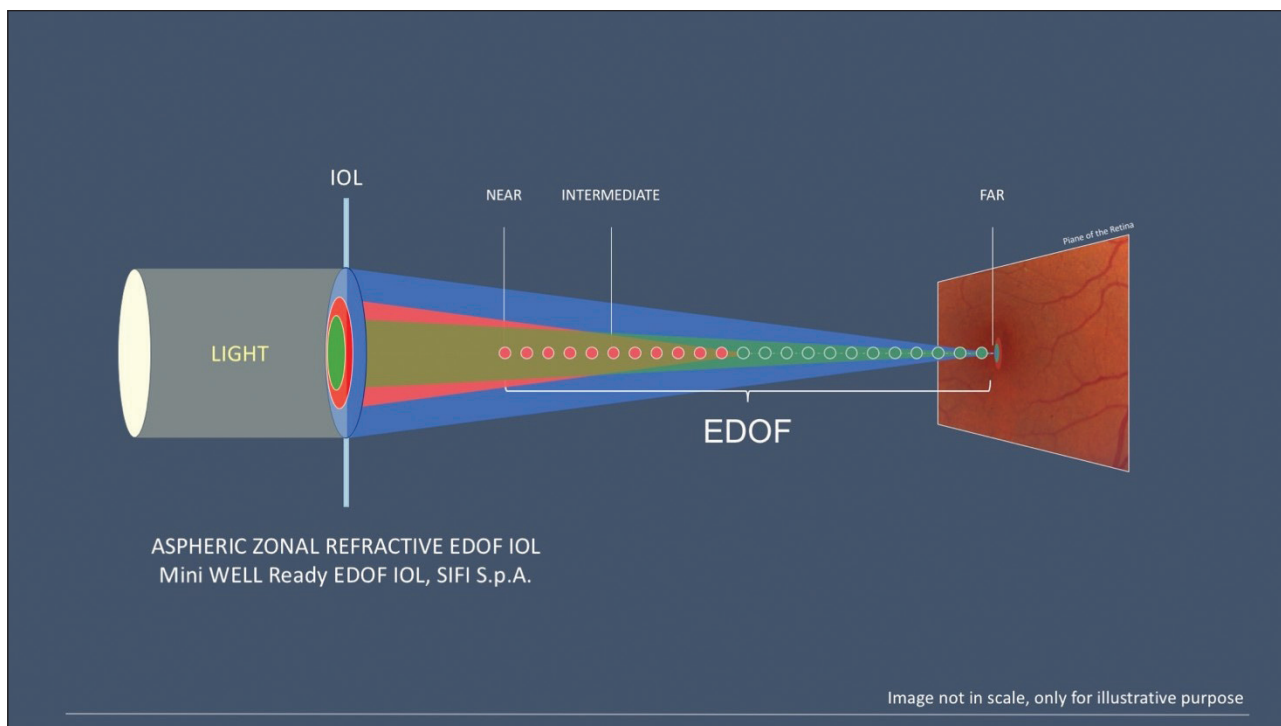 IOL
NEAR
INTERMEDIATE
FAR
Plane of the Retina
LIGHT
EDOF
ASPHERIC ZONAL REFRACTIVE EDOF IOL
Mini WELL Ready EDOF IOL, SIFI S.p.A.
Image not in scale, only for illustrative purpose